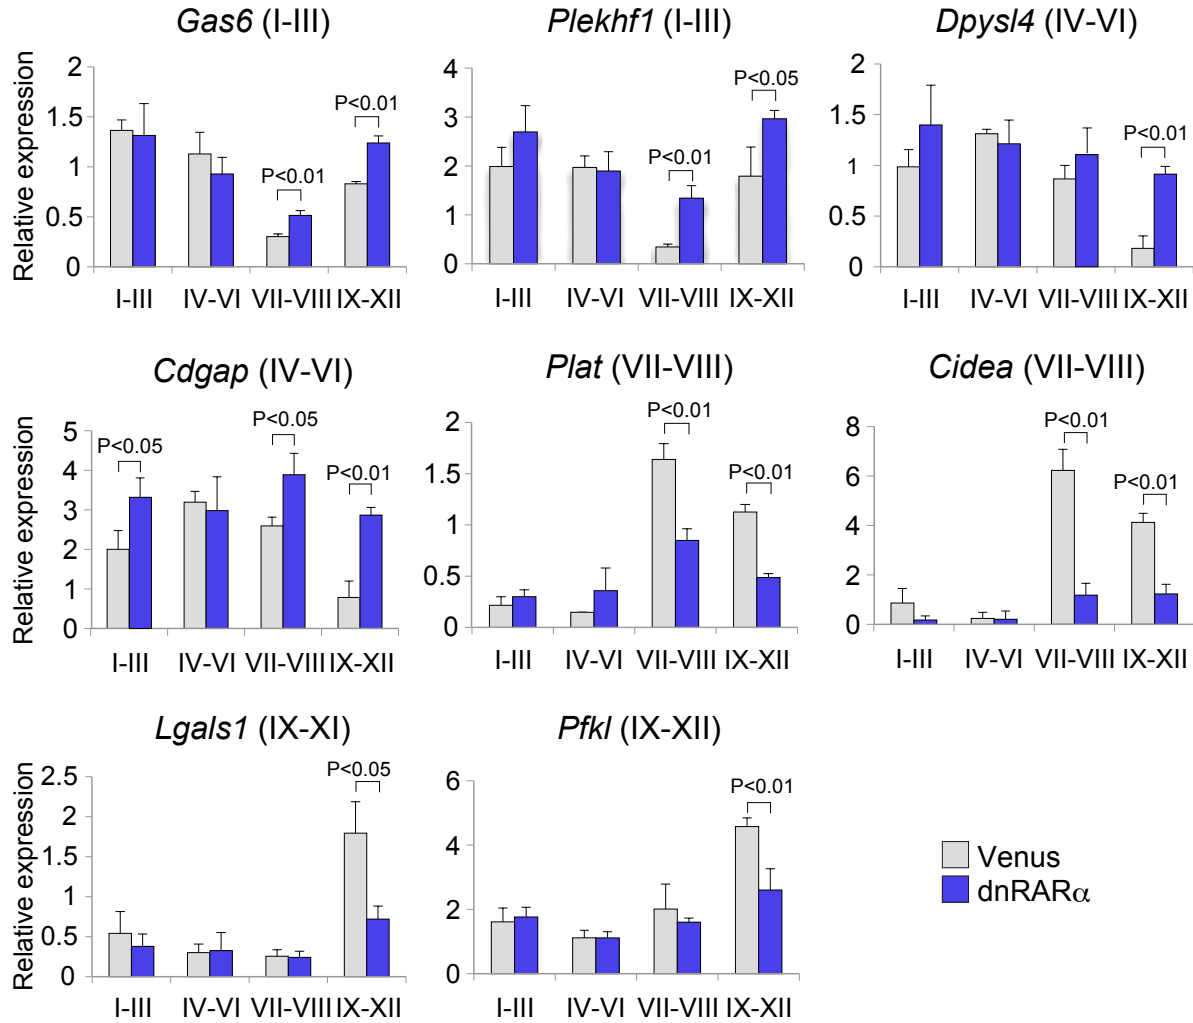 Gas6 (I-III)
Plekhf1 (I-III)
Dpysl4 (IV-VI)
Relative expression
2
1.5
1
0.5
0
P<0.01
P<0.01
I-III IV-VI VII-VIII IX-XII
4
3
2
1
0
P<0.01
P<0.05
I-III IV-VI VII-VIII IX-XII
2
1.5
1
0.5
0
P<0.01
I-III IV-VI VII-VIII IX-XII
Cdgap (IV-VI)
Plat (VII-VIII)
Cidea (VII-VIII)
Relative expression
5
4
3
2
1
0
P<0.05
P<0.05
P<0.01
I-III IV-VI VII-VIII IX-XII
2
1.5
1
0.5
0
P<0.01
P<0.01
I-III IV-VI VII-VIII IX-XII
8
6
4
2
0
P<0.01
P<0.01
I-III IV-VI VII-VIII IX-XII
Lgals1 (IX-XI)
Pfkl (IX-XII)
Relative expression
2.5
2
1.5
1
0.5
0
P<0.05
I-III IV-VI VII-VIII IX-XII
6
4
2
0
P<0.01
I-III IV-VI VII-VIII IX-XII
Venus
dnRARα